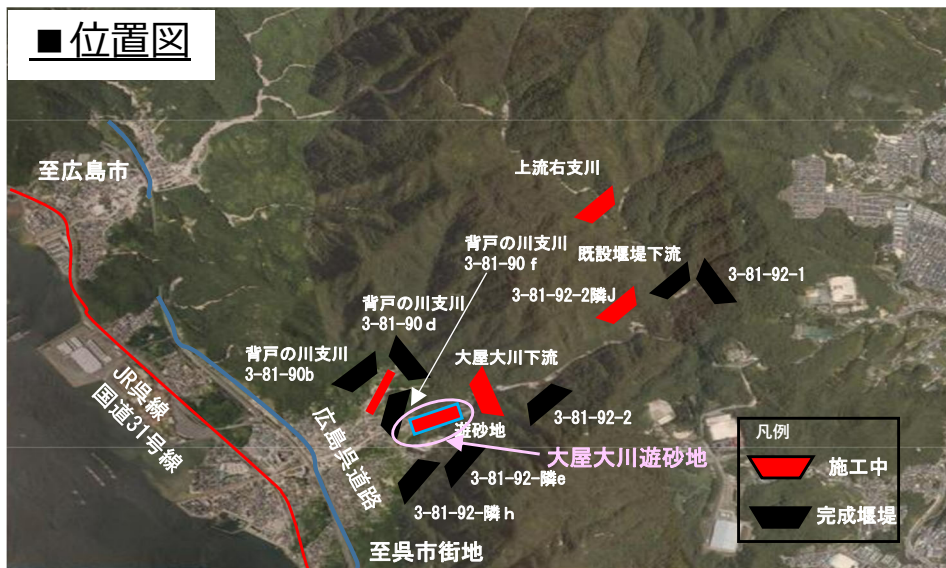 ■位置図
至広島市
上流右支川
背戸の川支川
3-81-90ｆ
既設堰堤下流
3-81-92-1
3-81-92-2隣J
背戸の川支川
3-81-90ｄ
背戸の川支川
3-81-90b
大屋大川下流
3-81-92-2
JR呉線
国道31号線
広島呉道路
遊砂地
大屋大川遊砂地
3-81-92-隣e
3-81-92-隣ｈ
至呉市街地
凡例
施工中
完成堰堤